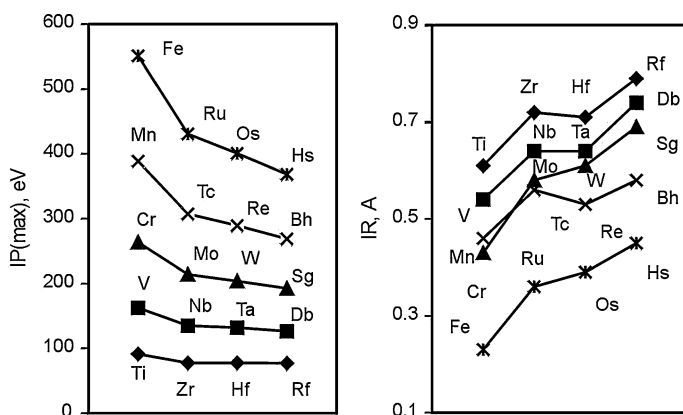 IP(max), eV
600
500
400
300
200
100
0
Fe
Ru
Os
Hs
Mn
Tc
Re
Bh
Cr
Mo
W
Sg
V
Nb
Ta
Db
Ti
Zr
Hf
Rf
IR, A
0.9
0.7
0.5
0.3
0.1
Ti
Zr
Hf
Rf
V
Nb
Ta
Db
Mo
W
Sg
Mn
Tc
Re
Bh
Cr
Fe
Ru
Os
Hs